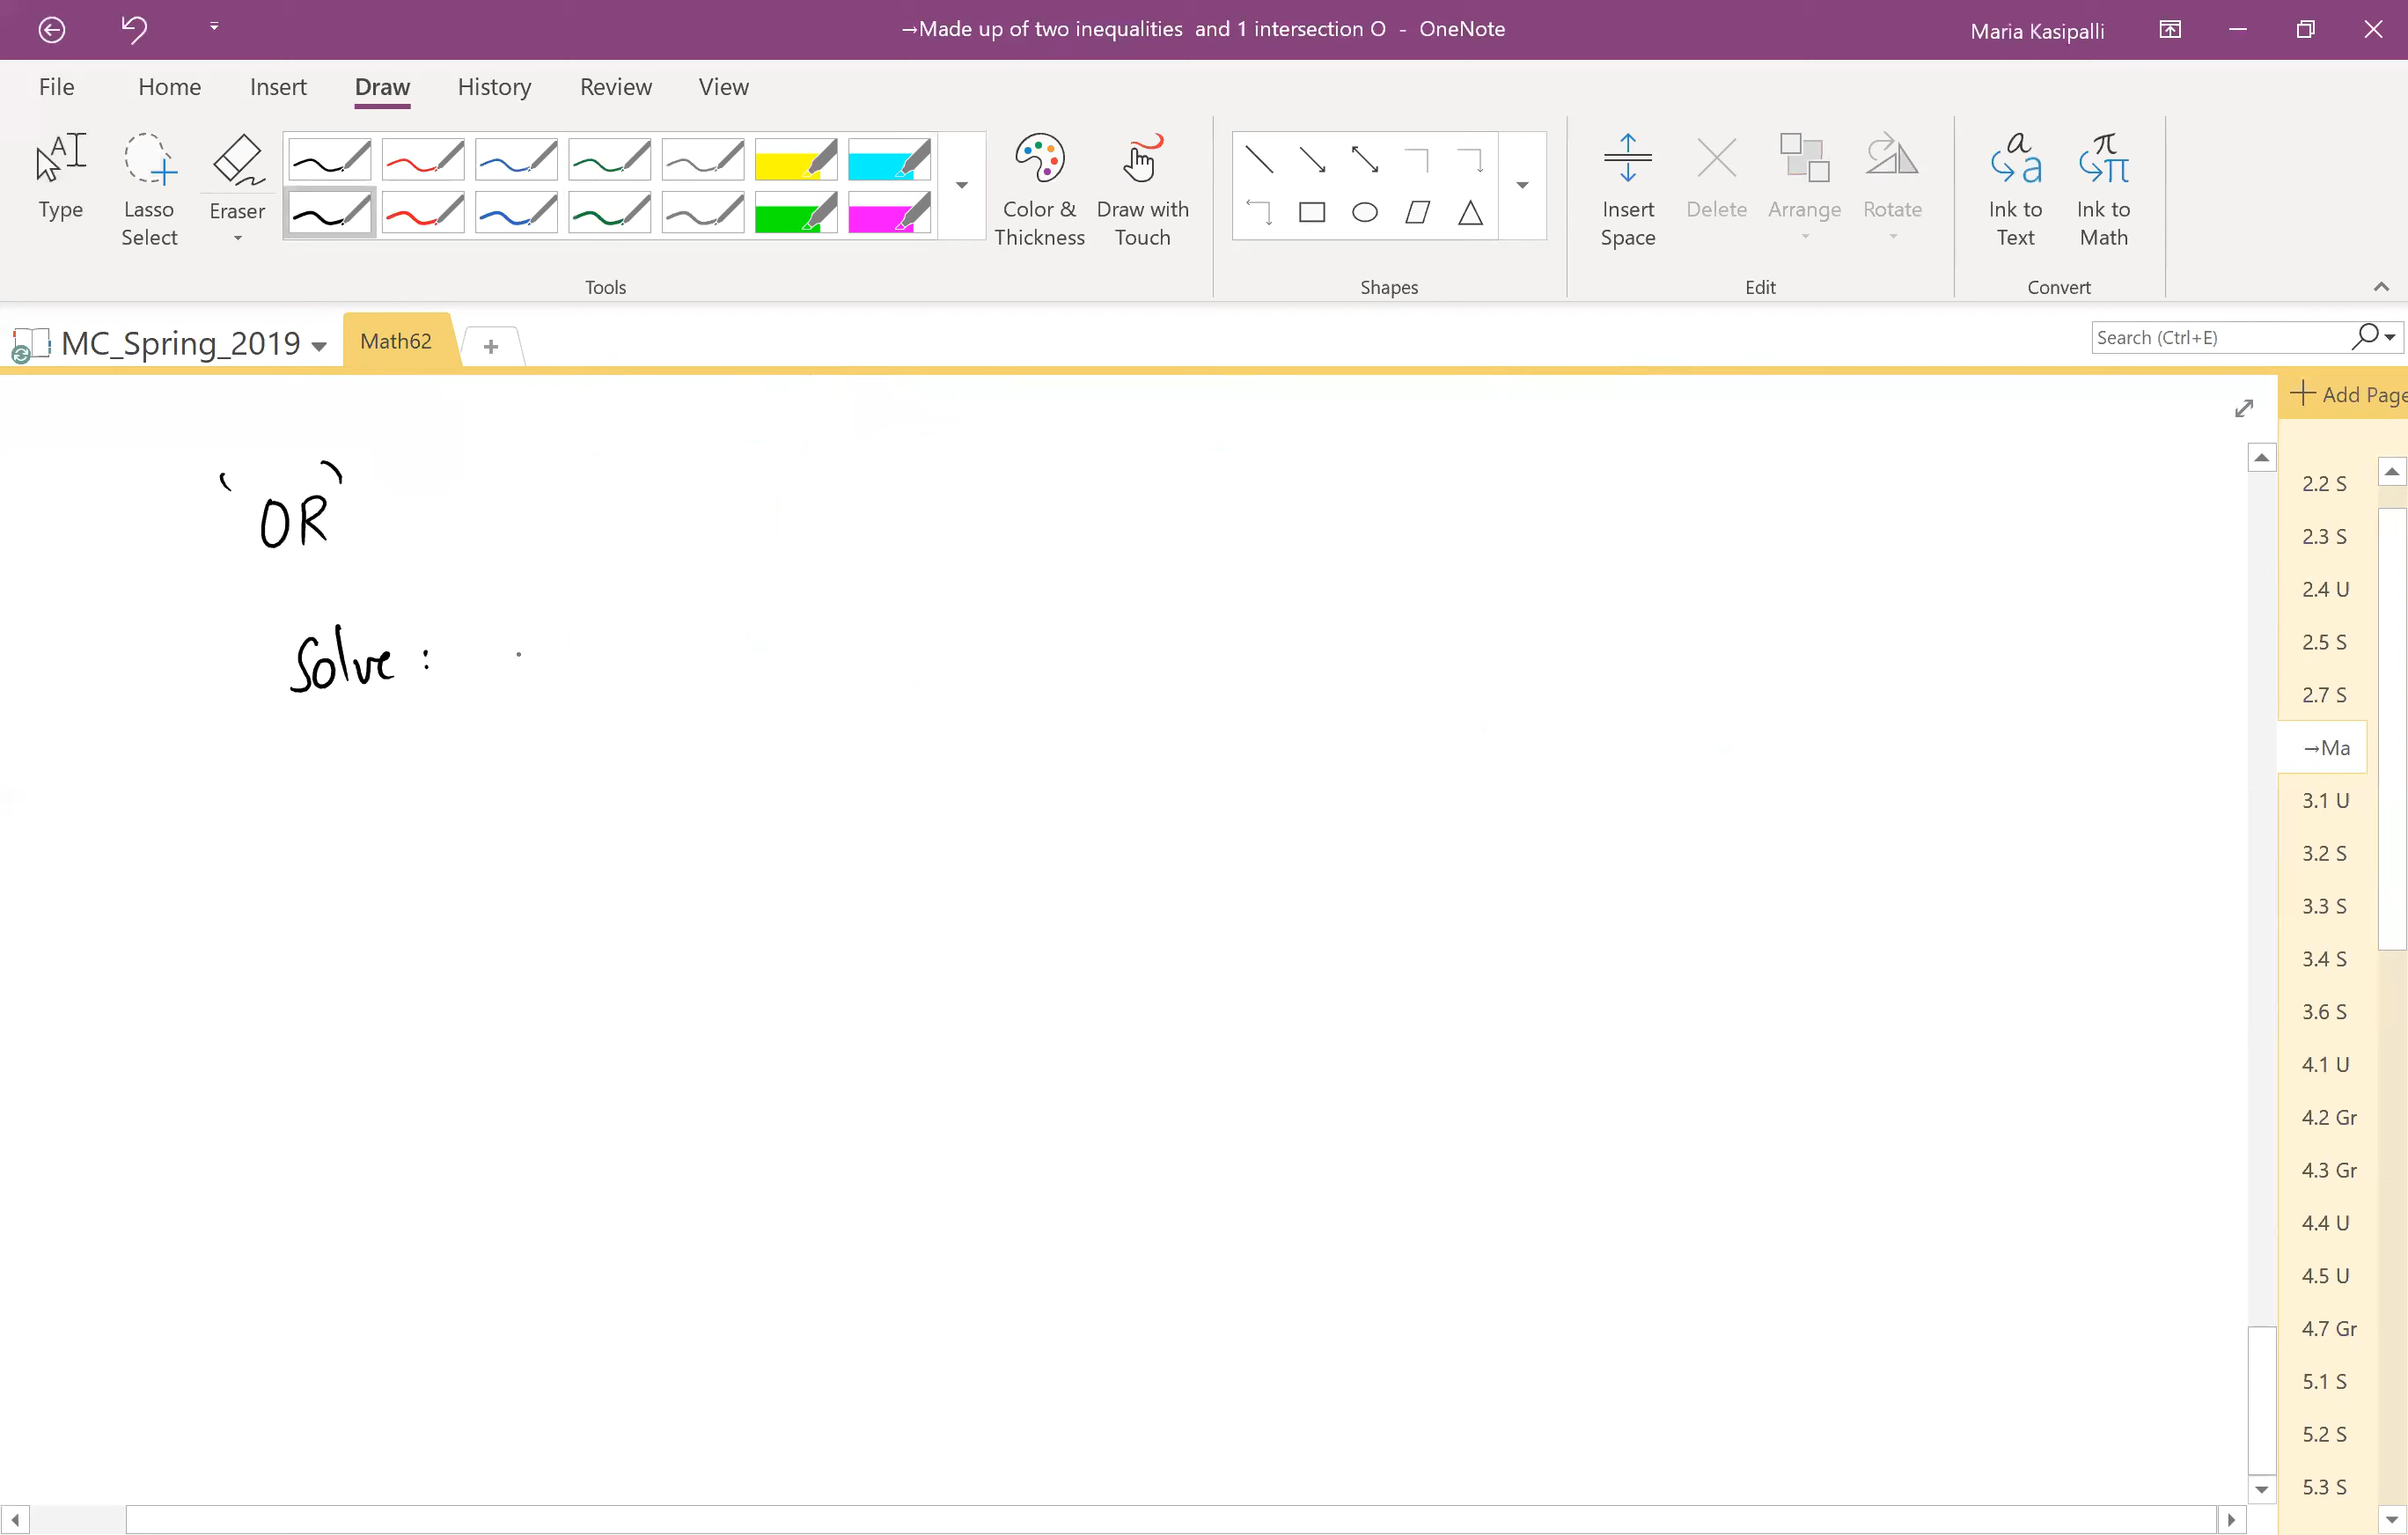 →Made up of two inequalities and 1 intersection O - OneNote
Maria Kasipalli
File Home Insert Draw History Review View
Type
Lasso Select
Eraser
Color & Thickness
Draw with Touch
Insert Space
Delete
Arrange
Rotate
Ink to Text
Ink to Math
Tools
Shapes
Edit
Convert
MC_Spring_2019
Math62
Search (Ctrl+E)
Add Page
"OR"
Solve :
2.2 S
2.3 S
2.4 U
2.5 S
2.7 S
→Ma
3.1 U
3.2 S
3.3 S
3.4 S
3.6 S
4.1 U
4.2 Gr
4.3 Gr
4.4 U
4.5 U
4.7 Gr
5.1 S
5.2 S
5.3 S